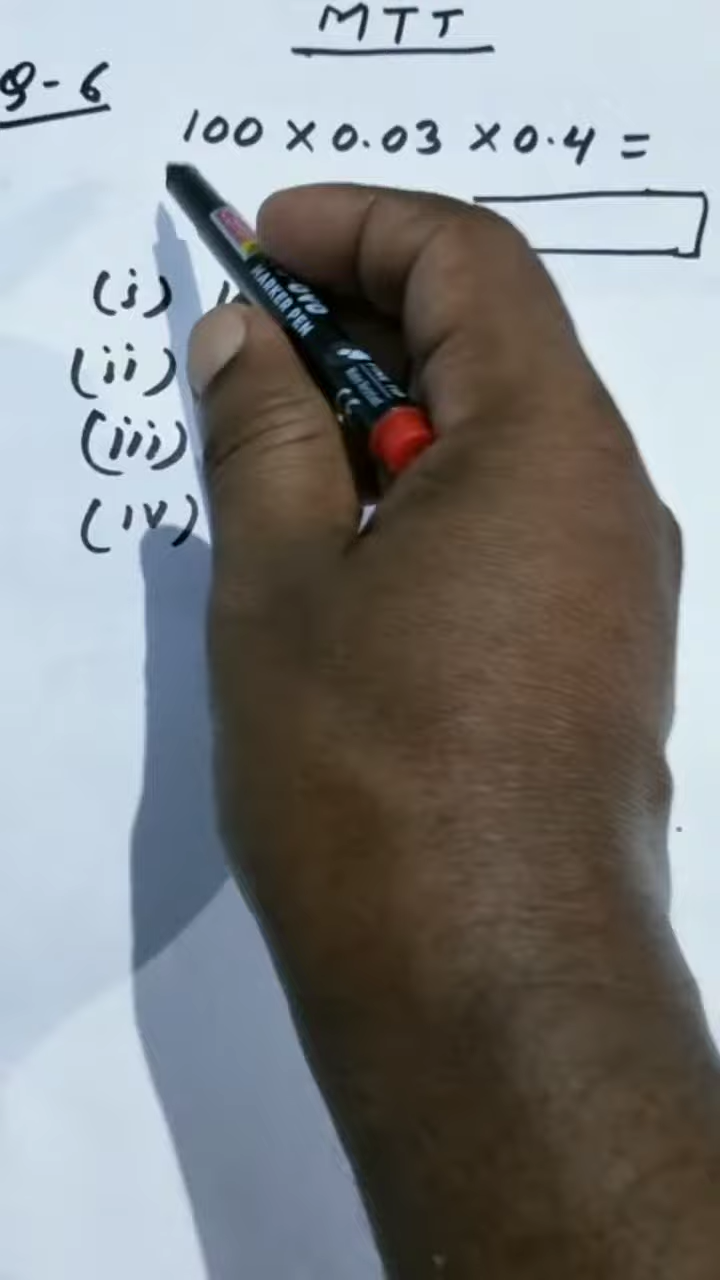 MTT
Q-6
100 × 0.03 × 0.4 =
(i)
(ii)
(iii)
(iv)
MARKER PEN